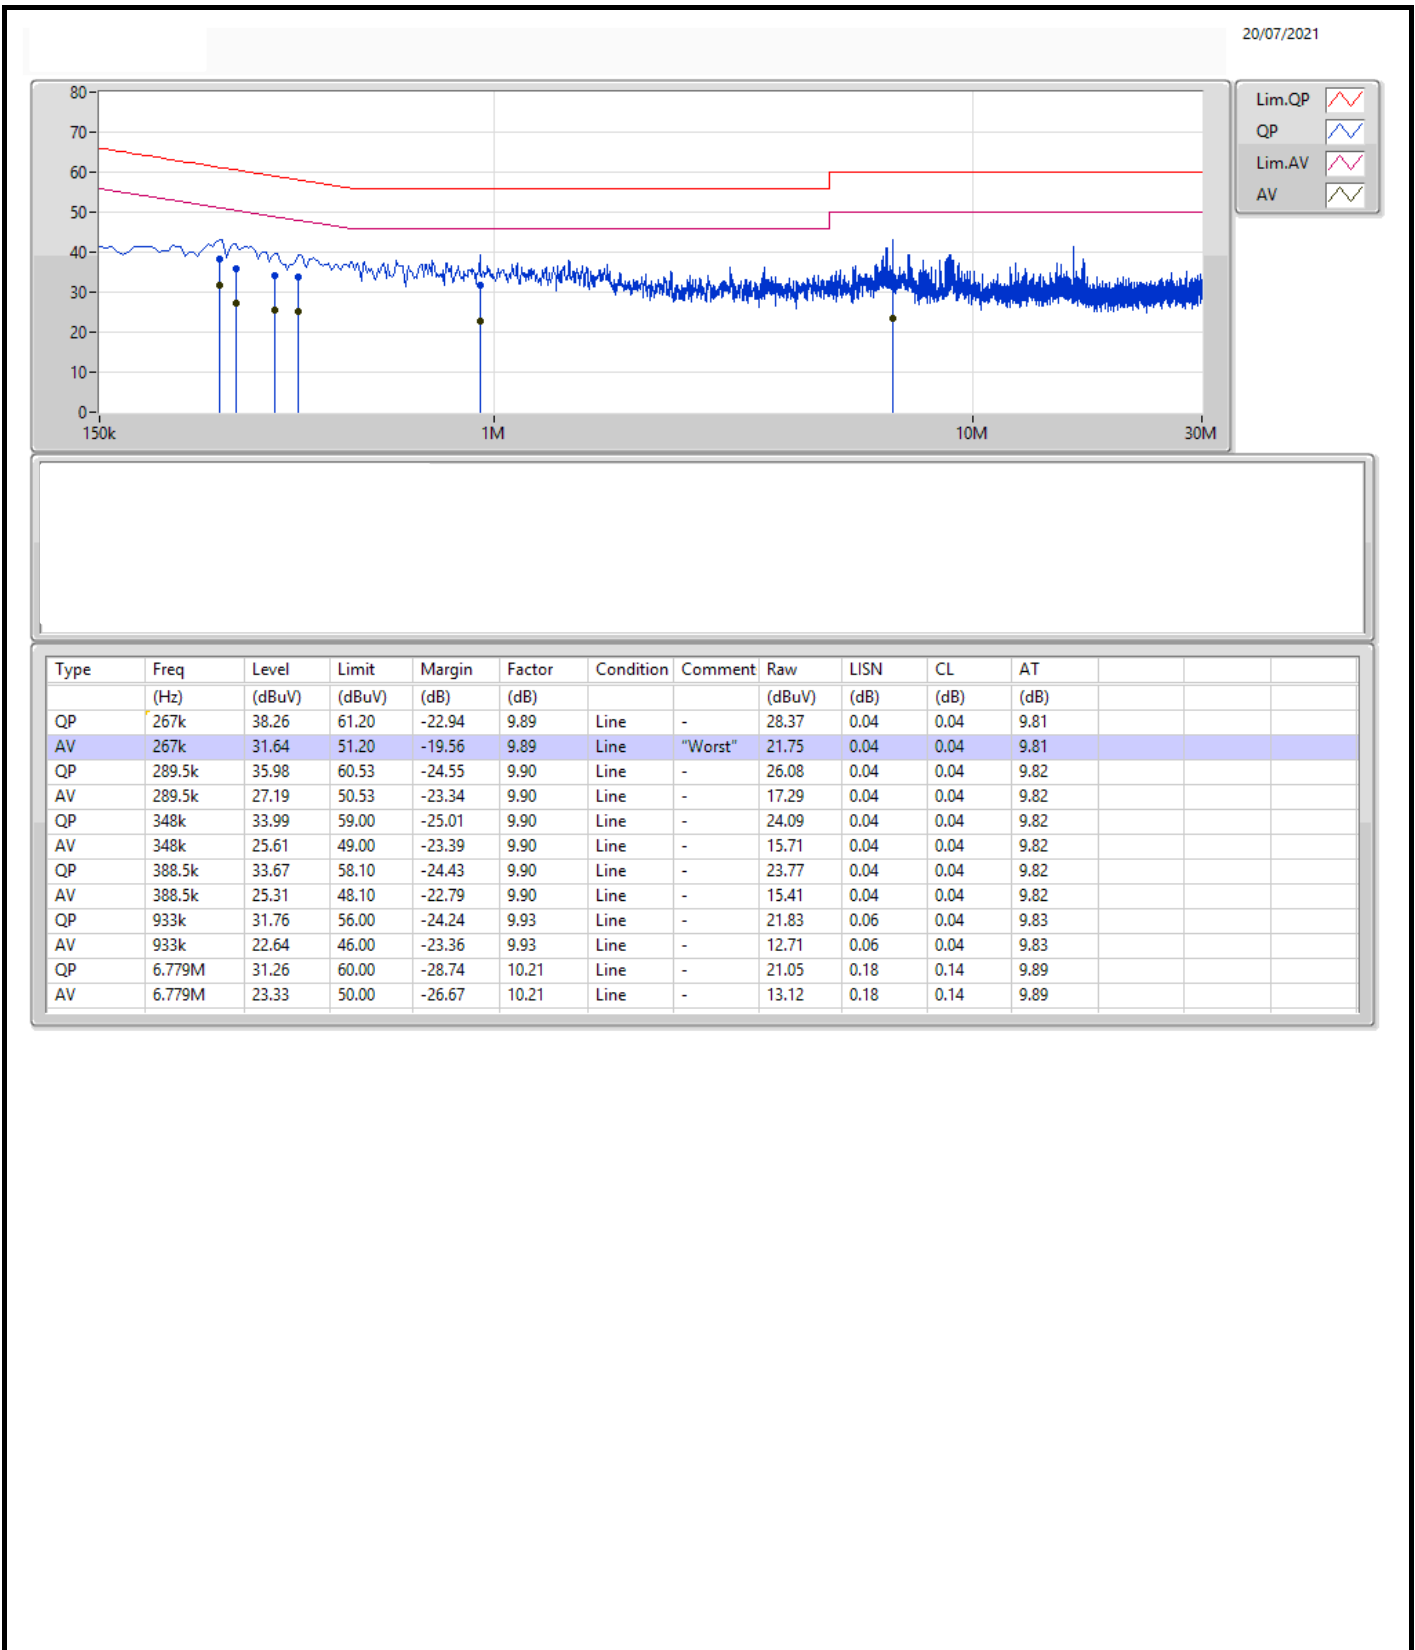 20/07/2021
80
70
60
50
40
30
20
10
0
150k 1M 10M 30M
Lim.QP
QP
Lim.AV
AV
Type Freq Level Limit Margin Factor Condition Comment Raw LISN CL AT
(Hz) (dBuV) (dBuV) (dB) (dB) (dBuV) (dB) (dB) (dB)
QP 267k 38.26 61.20 -22.94 9.89 Line - 28.37 0.04 0.04 9.81
AV 267k 31.64 51.20 -19.56 9.89 Line "Worst" 21.75 0.04 0.04 9.81
QP 289.5k 35.98 60.53 -24.55 9.90 Line - 26.08 0.04 0.04 9.82
AV 289.5k 27.19 50.53 -23.34 9.90 Line - 17.29 0.04 0.04 9.82
QP 348k 33.99 59.00 -25.01 9.90 Line - 24.09 0.04 0.04 9.82
AV 348k 25.61 49.00 -23.39 9.90 Line - 15.71 0.04 0.04 9.82
QP 388.5k 33.67 58.10 -24.43 9.90 Line - 23.77 0.04 0.04 9.82
AV 388.5k 25.31 48.10 -22.79 9.90 Line - 15.41 0.04 0.04 9.82
QP 933k 31.76 56.00 -24.24 9.93 Line - 21.83 0.06 0.04 9.83
AV 933k 22.64 46.00 -23.36 9.93 Line - 12.71 0.06 0.04 9.83
QP 6.779M 31.26 60.00 -28.74 10.21 Line - 21.05 0.18 0.14 9.89
AV 6.779M 23.33 50.00 -26.67 10.21 Line - 13.12 0.18 0.14 9.89